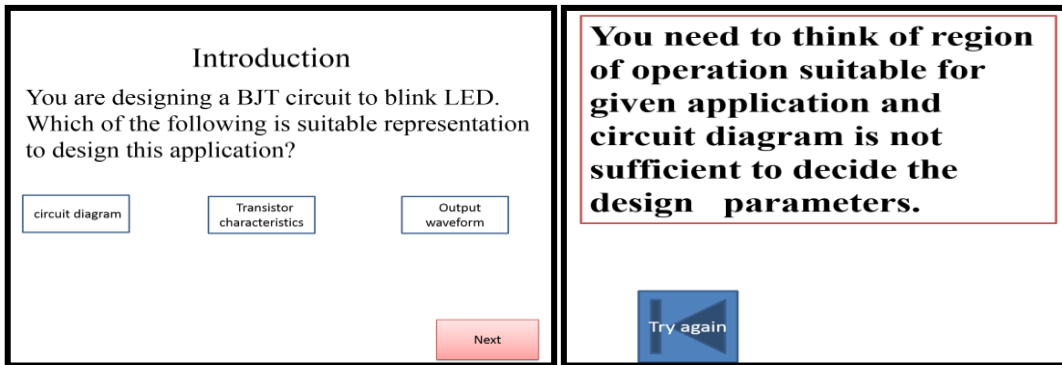 Introduction
You are designing a BJT circuit to blink LED.
Which of the following is suitable representation
to design this application?
circuit diagram
Transistor
characteristics
Output
waveform
Next
You need to think of region
of operation suitable for
given application and
circuit diagram is not
sufficient to decide the
design parameters.
Try again